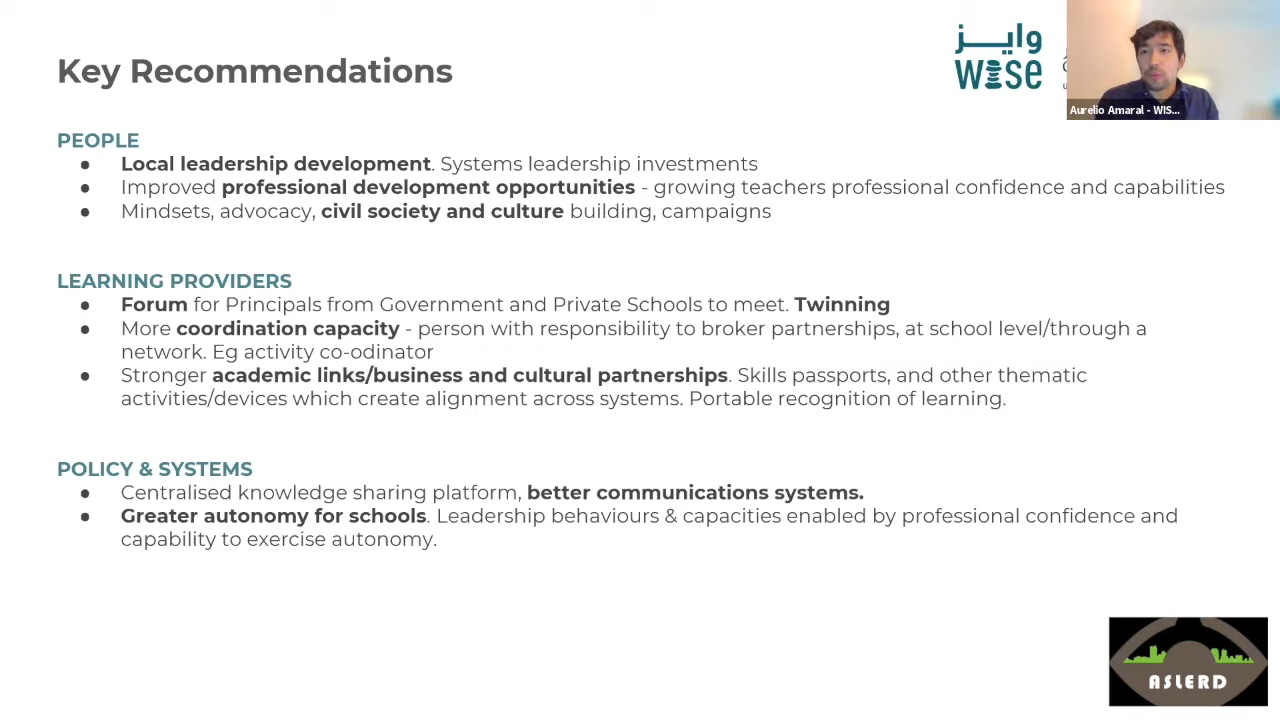 Key Recommendations
وايز
WISE
Aurelio Amaral - WIS...
PEOPLE
● Local leadership development. Systems leadership investments
● Improved professional development opportunities - growing teachers professional confidence and capabilities
● Mindsets, advocacy, civil society and culture building, campaigns
LEARNING PROVIDERS
● Forum for Principals from Government and Private Schools to meet. Twinning
● More coordination capacity - person with responsibility to broker partnerships, at school level/through a
network. Eg activity co-odinator
● Stronger academic links/business and cultural partnerships. Skills passports, and other thematic
activities/devices which create alignment across systems. Portable recognition of learning.
POLICY & SYSTEMS
● Centralised knowledge sharing platform, better communications systems.
● Greater autonomy for schools. Leadership behaviours & capacities enabled by professional confidence and
capability to exercise autonomy.
ASLERD